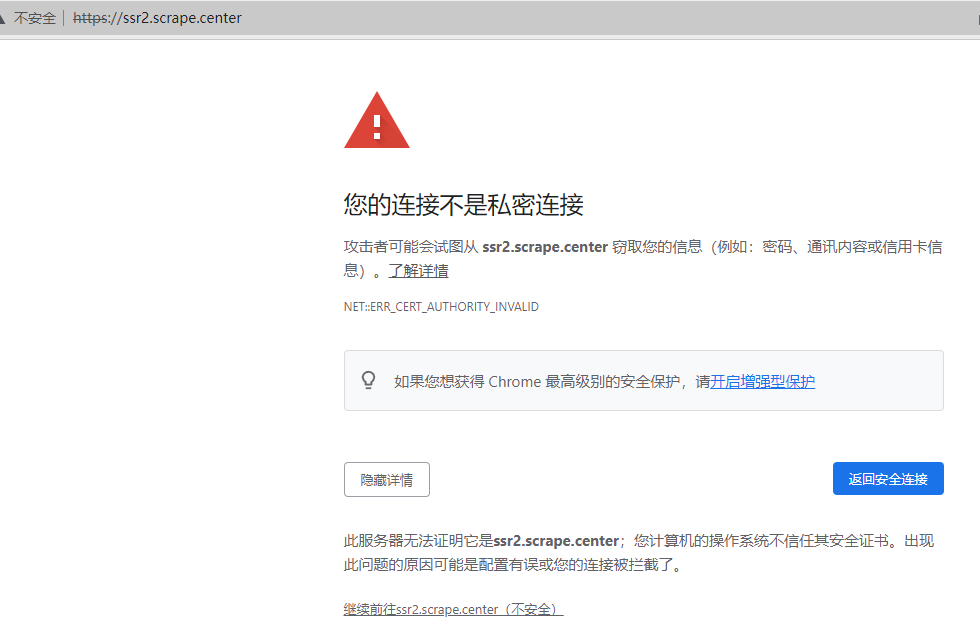 不安全 https://ssr2.scrape.center
您的连接不是私密连接
攻击者可能会试图从 ssr2.scrape.center 窃取您的信息（例如：密码、通讯内容或信用卡信
息）。了解详情
NET::ERR_CERT_AUTHORITY_INVALID
如果您想获得 Chrome 最高级别的安全保护，请开启增强型保护
隐藏详情
返回安全连接
此服务器无法证明它是ssr2.scrape.center；您计算机的操作系统不信任其安全证书。出现
此问题的原因可能是配置有误或您的连接被拦截了。
继续前往ssr2.scrape.center（不安全）